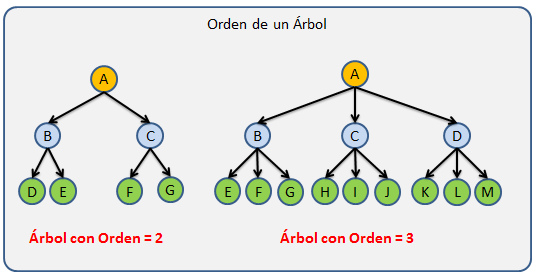 Orden de un Árbol
A
B C
D E F G
Árbol con Orden = 2
A
B C D
E F G H I J K L M
Árbol con Orden = 3